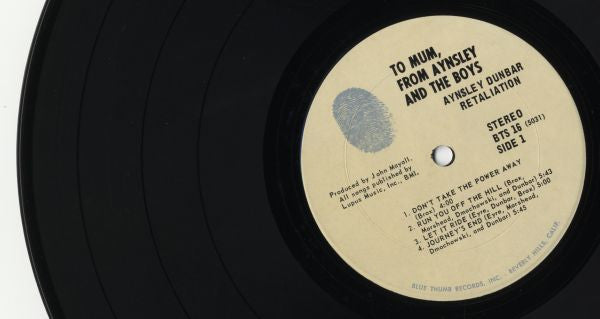 TO MUM,
FROM AYNSLEY
AND THE BOYS
AYNSLEY DUNBAR
RETALIATION
STEREO
BTS 16 (5031)
SIDE 1
Produced by John Mayall.
All songs published by
Lupus Music, Inc., BMI.
1. DON'T TAKE THE POWER AWAY
(Brox) 4:00
2. RUN YOU OFF THE HILL (Brox,
Morshead, Dmochowski, and Dunbar) 5:43
3. LET IT RIDE (Eyre, Dunbar, Brox) 5:00
4. JOURNEY'S END (Eyre, Morshead,
Dmochowski, and Dunbar) 5:45
BLUE THUMB RECORDS, INC., BEVERLY HILLS, CALIF.